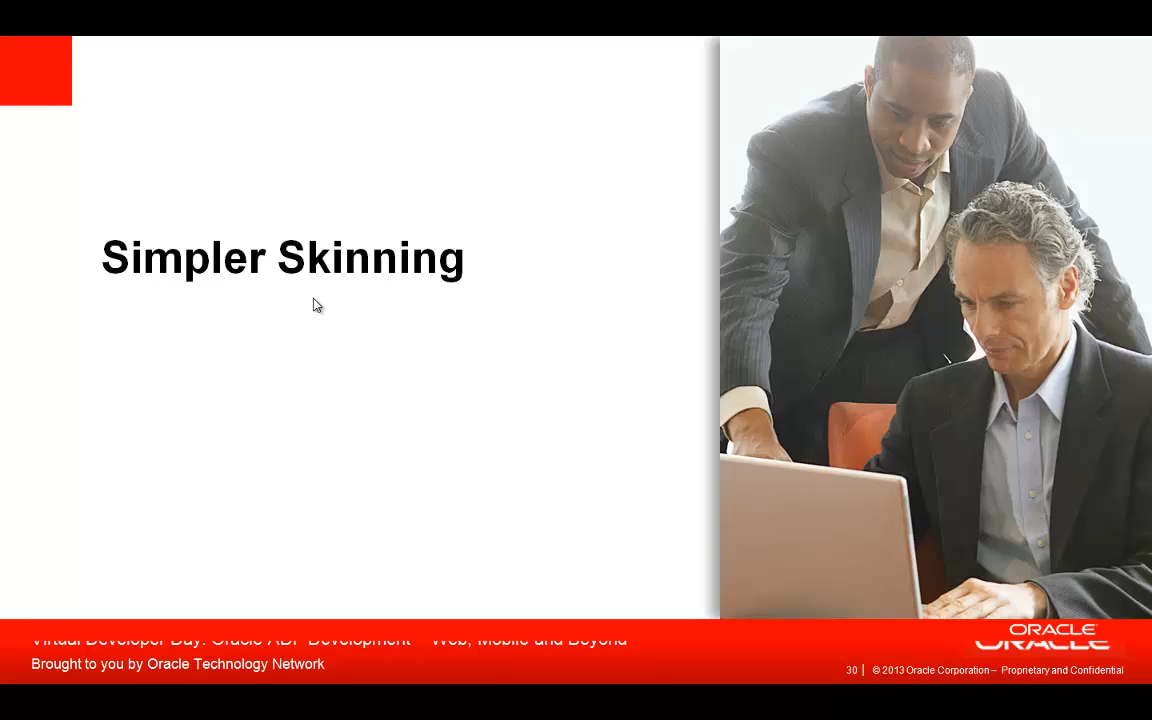 Simpler Skinning
ORACLE
ORACLE
Virtual Developer Day: Oracle ADF Development – Web, Mobile and Beyond
Brought to you by Oracle Technology Network
30 | © 2013 Oracle Corporation – Proprietary and Confidential